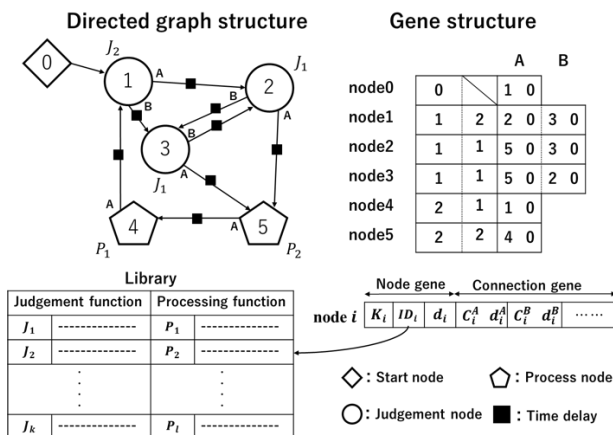 Directed graph structure
Gene structure
0
J2
1
A
B
J1
2
B
A
3
B
A
J1
A
4
P1
A
5
P2
A B
node0 0 1 0
node1 1 2 2 0 3 0
node2 1 1 5 0 3 0
node3 1 1 5 0 2 0
node4 2 1 1 0
node5 2 2 4 0
Library
Judgement function Processing function
J1 ------------- P1 -------------
J2 ------------- P2 -------------
Jk ------------- Pl -------------
Node gene Connection gene
node i Ki IDi di CiA diA CiB diB ……
: Start node
: Process node
: Judgement node
: Time delay